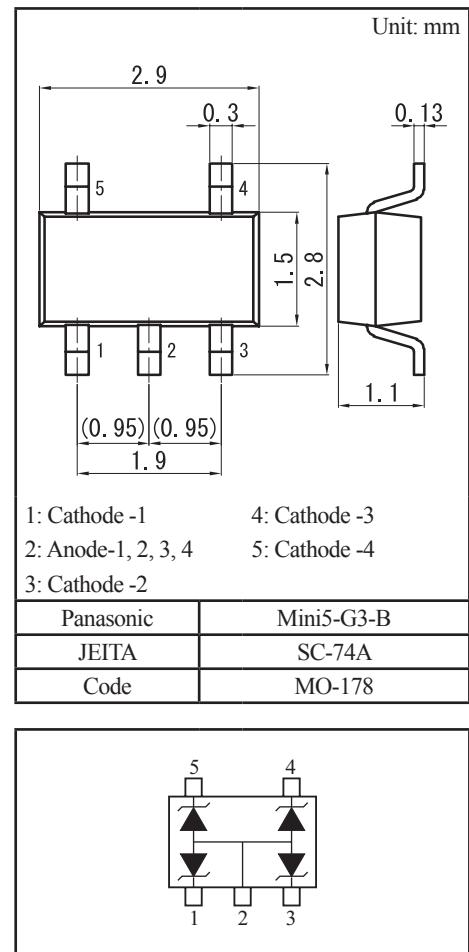 Unit: mm
2.9
0.3
0.13
5
4
1.5
2.8
1
2
3
1.1
(0.95) (0.95)
1.9
1: Cathode -1
4: Cathode -3
2: Anode-1, 2, 3, 4
5: Cathode -4
3: Cathode -2
Panasonic
Mini5-G3-B
JEITA
SC-74A
Code
MO-178
5
4
1
2
3